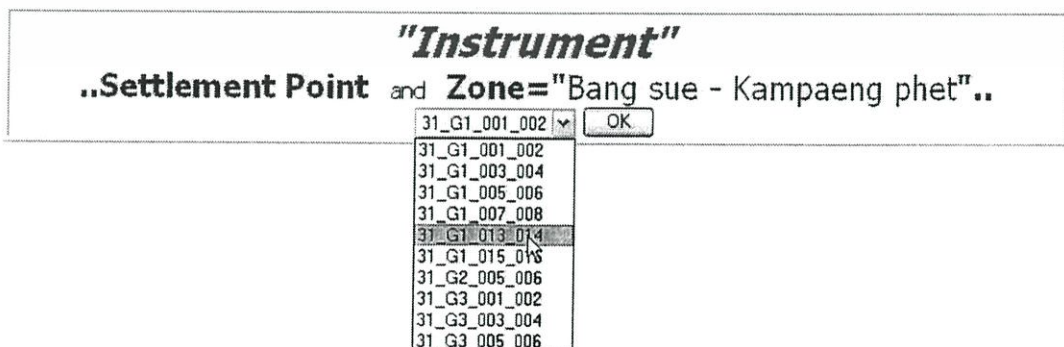 "Instrument"
..Settlement Point and Zone="Bang sue - Kampaeng phet"..
31_G1_001_002 OK
31_G1_001_002
31_G1_003_004
31_G1_005_006
31_G1_007_008
31_G1_013_014
31_G2_005_006
31_G3_001_002
31_G3_003_004
31_G3_005_006